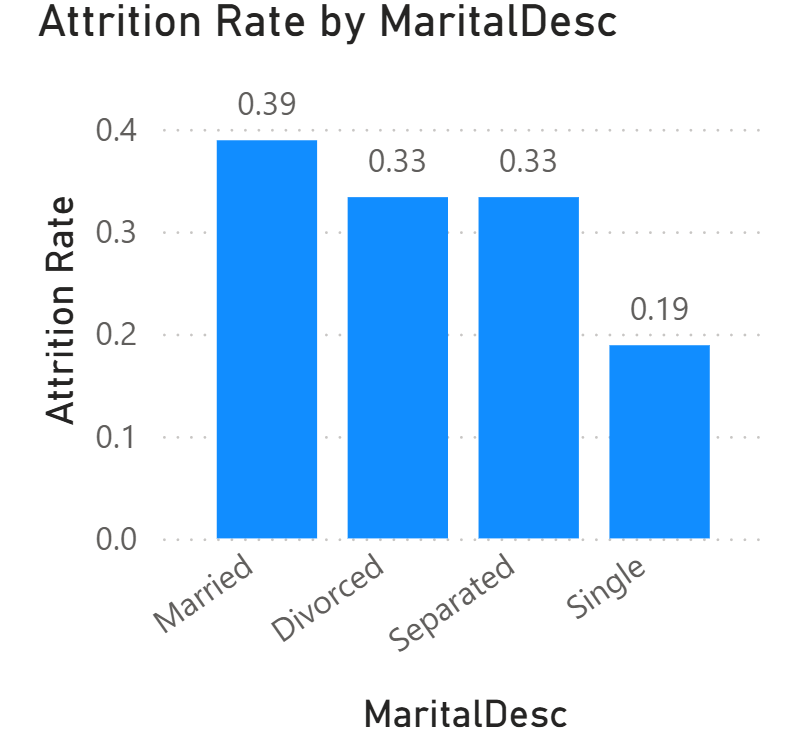 Attrition Rate by MaritalDesc
0.39
0.4
0.33
0.33
0.3
0.19
0.2
0.1
0.0
Attrition Rate
Married
Divorced
Separated
Single
MaritalDesc